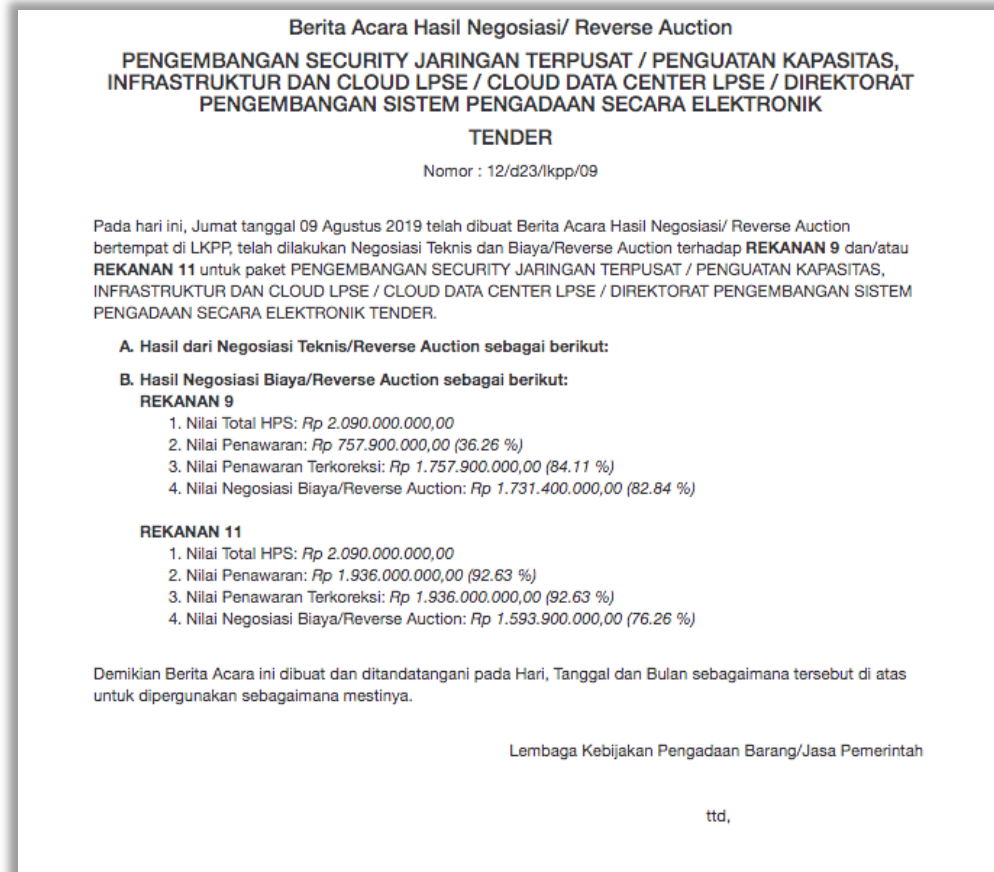 Berita Acara Hasil Negosiasi/ Reverse Auction
PENGEMBANGAN SECURITY JARINGAN TERPUSAT / PENGUATAN KAPASITAS,
INFRASTRUKTUR DAN CLOUD LPSE / CLOUD DATA CENTER LPSE / DIREKTORAT
PENGEMBANGAN SISTEM PENGADAAN SECARA ELEKTRONIK
TENDER
Nomor : 12/d23/lkpp/09
Pada hari ini, Jumat tanggal 09 Agustus 2019 telah dibuat Berita Acara Hasil Negosiasi/ Reverse Auction
bertempat di LKPP, telah dilakukan Negosiasi Teknis dan Biaya/Reverse Auction terhadap REKANAN 9 dan/atau
REKANAN 11 untuk paket PENGEMBANGAN SECURITY JARINGAN TERPUSAT / PENGUATAN KAPASITAS,
INFRASTRUKTUR DAN CLOUD LPSE / CLOUD DATA CENTER LPSE / DIREKTORAT PENGEMBANGAN SISTEM
PENGADAAN SECARA ELEKTRONIK TENDER.
A. Hasil dari Negosiasi Teknis/Reverse Auction sebagai berikut:
B. Hasil Negosiasi Biaya/Reverse Auction sebagai berikut:
REKANAN 9
1. Nilai Total HPS: Rp 2.090.000.000,00
2. Nilai Penawaran: Rp 757.900.000,00 (36.26 %)
3. Nilai Penawaran Terkoreksi: Rp 1.757.900.000,00 (84.11 %)
4. Nilai Negosiasi Biaya/Reverse Auction: Rp 1.731.400.000,00 (82.84 %)
REKANAN 11
1. Nilai Total HPS: Rp 2.090.000.000,00
2. Nilai Penawaran: Rp 1.936.000.000,00 (92.63 %)
3. Nilai Penawaran Terkoreksi: Rp 1.936.000.000,00 (92.63 %)
4. Nilai Negosiasi Biaya/Reverse Auction: Rp 1.593.900.000,00 (76.26 %)
Demikian Berita Acara ini dibuat dan ditandatangani pada Hari, Tanggal dan Bulan sebagaimana tersebut di atas
untuk dipergunakan sebagaimana mestinya.
Lembaga Kebijakan Pengadaan Barang/Jasa Pemerintah
ttd,